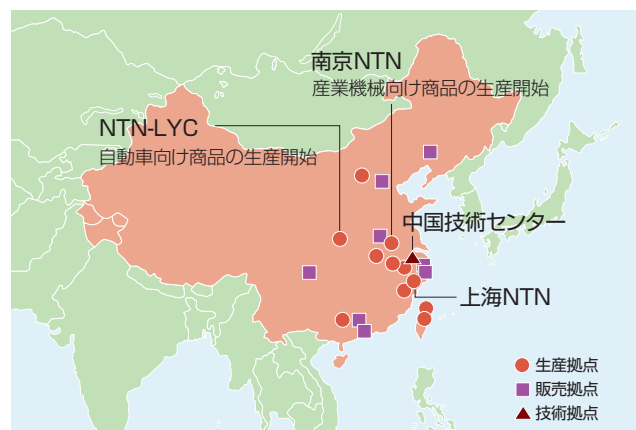 南京NTN
産業機械向け商品の生産開始
NTN-LYC
自動車向け商品の生産開始
中国技術センター
上海NTN
生産拠点
販売拠点
技術拠点